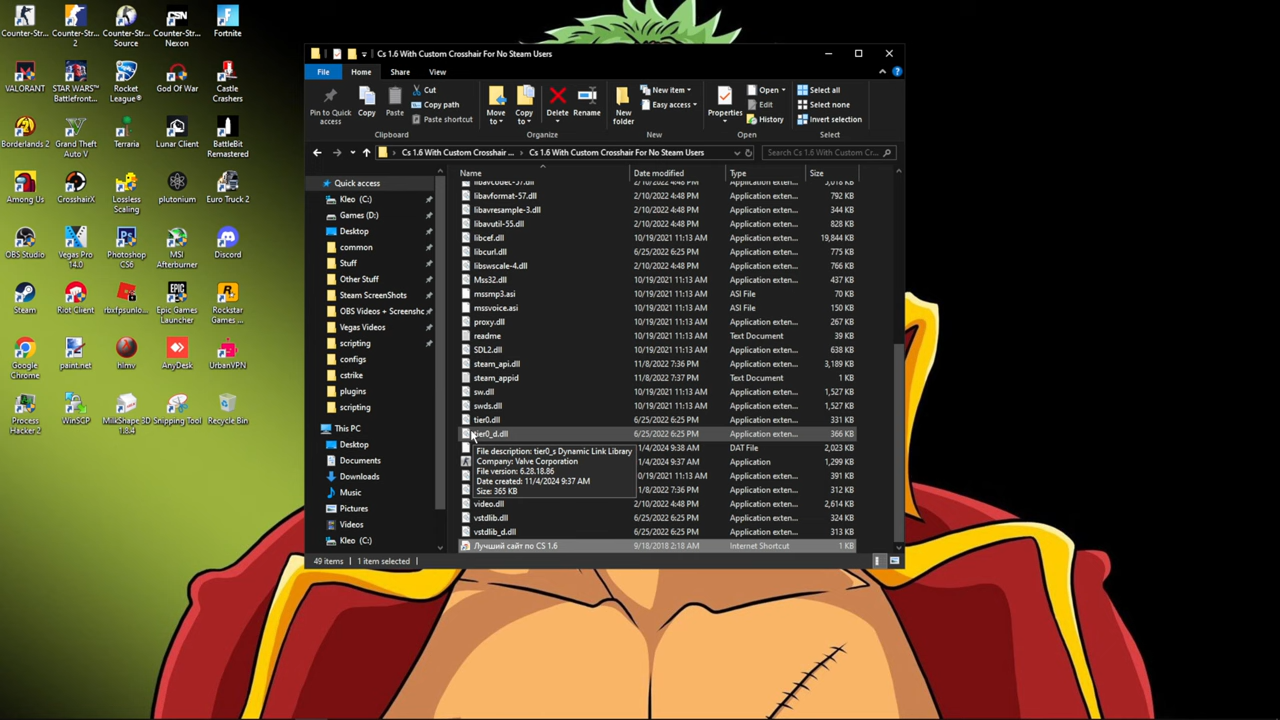 Counter-Str...
Counter-Str... 2
Counter-Str... Source
Counter-Str... Nexon
Fortnite
VALORANT
STAR WARS™ Battlefront...
Rocket League®
God Of War
Castle Crashers
Borderlands 2
Grand Theft Auto V
Terraria
Lunar Client
BattleBit Remastered
Among Us
CrosshairX
Lossless Scaling
plutonium
Euro Truck 2
OBS Studio
Vegas Pro 14.0
Photoshop CS6
MSI Afterburner
Discord
Steam
Riot Client
rbxfpsunlo...
Epic Games Launcher
Rockstar Games ...
Google Chrome
paint.net
hlmv
AnyDesk
UrbanVPN
Process Hacker 2
WinSCP
MilkShape 3D 1.8.4
Snipping Tool
Recycle Bin
Cs 1.6 With Custom Crosshair For No Steam Users
File Home Share View
Pin to Quick access
Copy
Paste
Cut
Copy path
Paste shortcut
Move to
Copy to
Delete
Rename
New folder
New item
Easy access
Properties
Open
Edit
History
Select all
Select none
Invert selection
Clipboard Organize New Open Select
Cs 1.6 With Custom Crosshair ... > Cs 1.6 With Custom Crosshair For No Steam Users
Search Cs 1.6 With Custom Cr...
Quick access
Kleo (C:)
Games (D:)
Desktop
common
Stuff
Other Stuff
Steam ScreenShots
OBS Videos + Screensho
Vegas Videos
scripting
configs
cstrike
plugins
scripting
This PC
Desktop
Documents
Downloads
Music
Pictures
Videos
Kleo (C:)
Name Date modified Type Size
libavcodec-57.dll 2/10/2022 4:48 PM Application exten...
libavformat-57.dll 2/10/2022 4:48 PM Application exten... 792 KB
libavresample-3.dll 2/10/2022 4:48 PM Application exten... 344 KB
libavutil-55.dll 2/10/2022 4:48 PM Application exten... 828 KB
libcef.dll 10/19/2021 11:13 AM Application exten... 19,844 KB
libcurl.dll 6/25/2022 6:25 PM Application exten... 775 KB
libswscale-4.dll 2/10/2022 4:48 PM Application exten... 766 KB
Mss32.dll 10/19/2021 11:13 AM Application exten... 437 KB
mssmp3.asi 10/19/2021 11:13 AM ASI File 70 KB
mssvoice.asi 10/19/2021 11:13 AM ASI File 308 KB
proxy.dll 10/19/2021 11:13 AM Application exten... 267 KB
readme 10/19/2021 11:13 AM Text Document 39 KB
SDL2.dll 10/19/2021 11:13 AM Application exten... 638 KB
steam_api.dll 11/8/2022 7:36 PM Application exten... 3,189 KB
steam_appid 11/8/2022 7:37 PM Text Document 1 KB
sw.dll 10/19/2021 11:13 AM Application exten... 1,527 KB
swds.dll 10/19/2021 11:13 AM Application exten... 1,527 KB
tier0.dll 6/25/2022 6:25 PM Application exten... 331 KB
tier0_d.dll 6/25/2022 6:25 PM Application exten... 366 KB
1/4/2024 9:38 AM DAT File 2,023 KB
1/4/2024 9:37 AM Application 1,299 KB
0/19/2021 11:13 AM Application exten... 391 KB
1/8/2022 7:36 PM Application exten... 312 KB
File description: tier0_s Dynamic Link Library
Company: Valve Corporation
File version: 6.28.18.86
Date created: 11/4/2024 9:37 AM
Size: 365 KB
video.dll 2/10/2022 4:48 PM Application exten... 2,014 KB
vstdlib.dll 6/25/2022 6:25 PM Application exten... 324 KB
vstdlib_d.dll 6/25/2022 6:25 PM Application exten... 313 KB
Лучший сайт по CS 1.6 9/18/2018 2:18 AM Internet Shortcut 1 KB
49 items 1 item selected